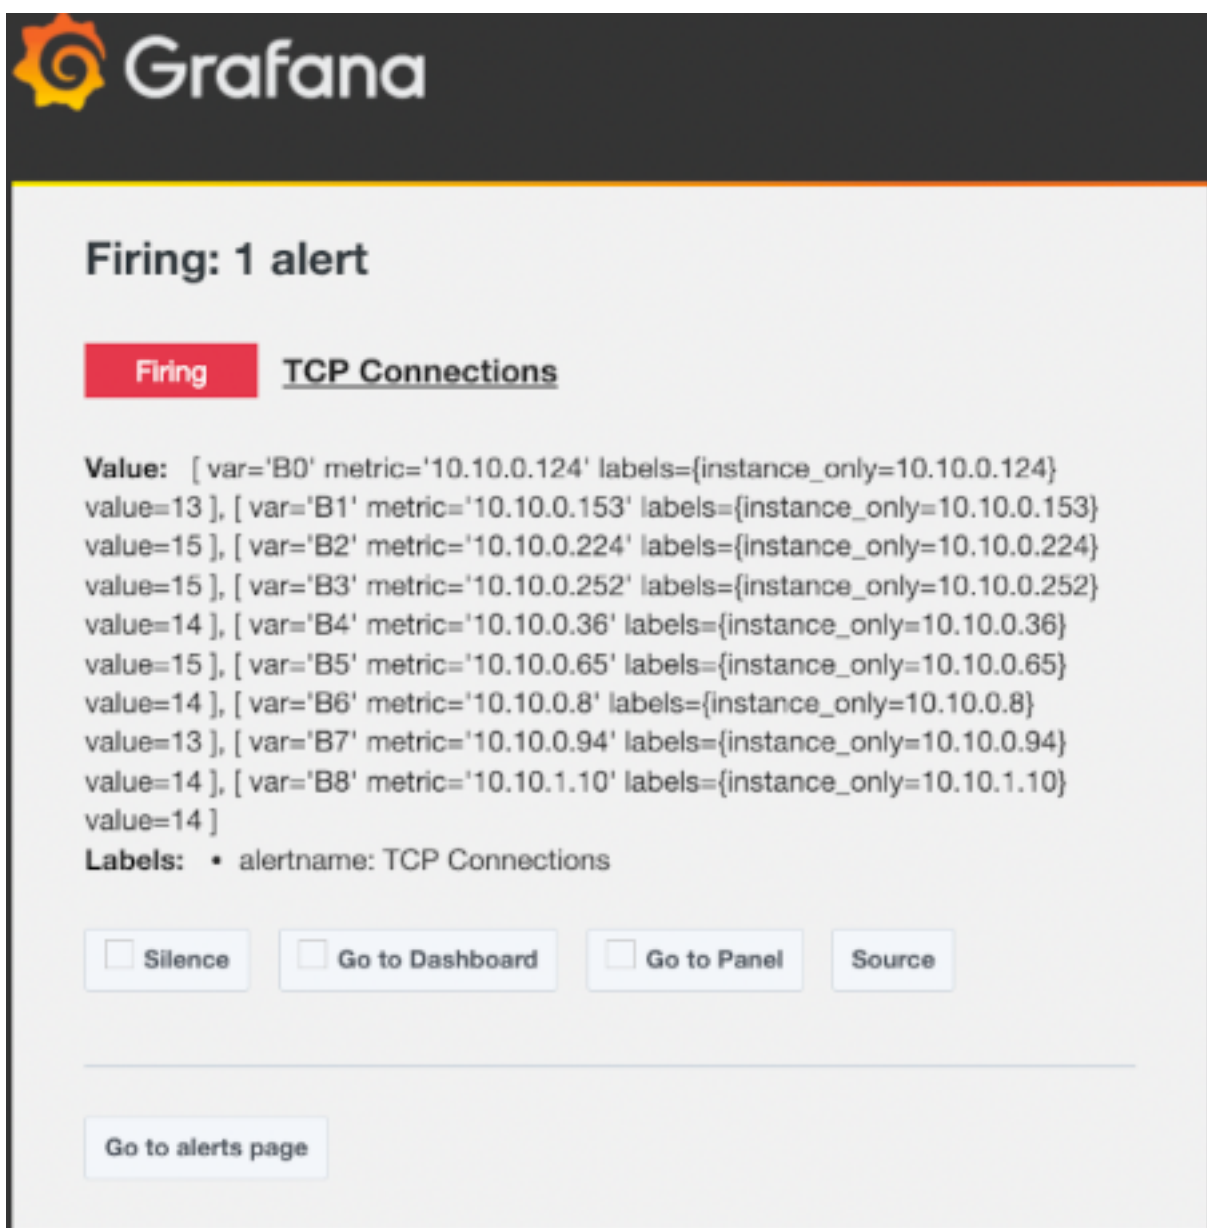 Grafana
Firing: 1 alert
Firing TCP Connections
Value: [ var='B0' metric='10.10.0.124' labels={instance_only=10.10.0.124}
value=13 ], [ var='B1' metric='10.10.0.153' labels={instance_only=10.10.0.153}
value=15 ], [ var='B2' metric='10.10.0.224' labels={instance_only=10.10.0.224}
value=15 ], [ var='B3' metric='10.10.0.252' labels={instance_only=10.10.0.252}
value=14 ], [ var='B4' metric='10.10.0.36' labels={instance_only=10.10.0.36}
value=15 ], [ var='B5' metric='10.10.0.65' labels={instance_only=10.10.0.65}
value=14 ], [ var='B6' metric='10.10.0.8' labels={instance_only=10.10.0.8}
value=13 ], [ var='B7' metric='10.10.0.94' labels={instance_only=10.10.0.94}
value=14 ], [ var='B8' metric='10.10.1.10' labels={instance_only=10.10.1.10}
value=14 ]
Labels: • alertname: TCP Connections
Silence Go to Dashboard Go to Panel Source
Go to alerts page